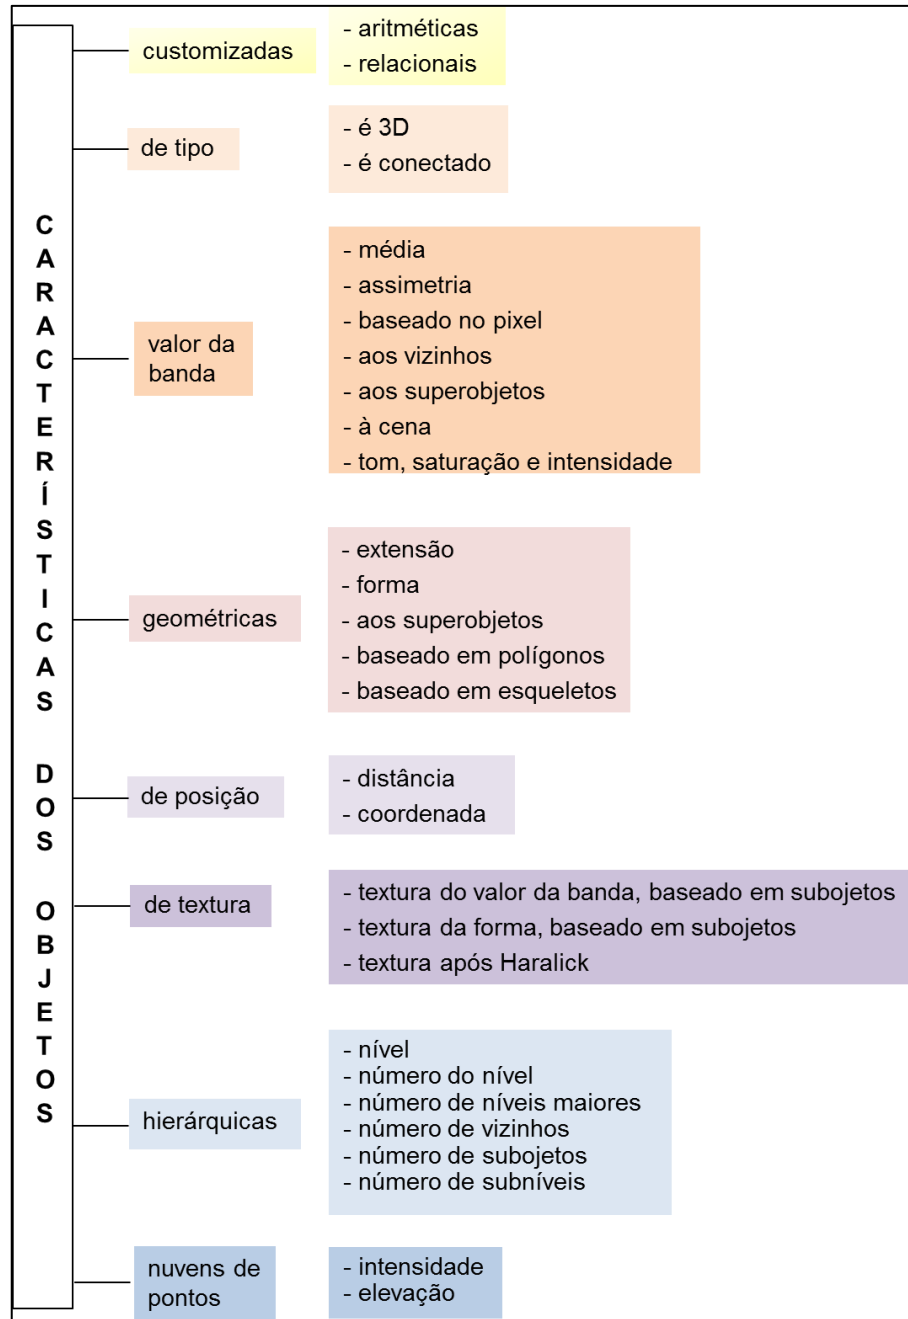 CARACTERÍSTICAS DOS OBJETOS
customizadas
- aritméticas
- relacionais
de tipo
- é 3D
- é conectado
valor da
banda
- média
- assimetria
- baseado no pixel
- aos vizinhos
- aos superobjetos
- à cena
- tom, saturação e intensidade
geométricas
- extensão
- forma
- aos superobjetos
- baseado em polígonos
- baseado em esqueletos
de posição
- distância
- coordenada
de textura
- textura do valor da banda, baseado em subojetos
- textura da forma, baseado em subojetos
- textura após Haralick
hierárquicas
- nível
- número do nível
- número de níveis maiores
- número de vizinhos
- número de subojetos
- número de subníveis
nuvens de
pontos
- intensidade
- elevação